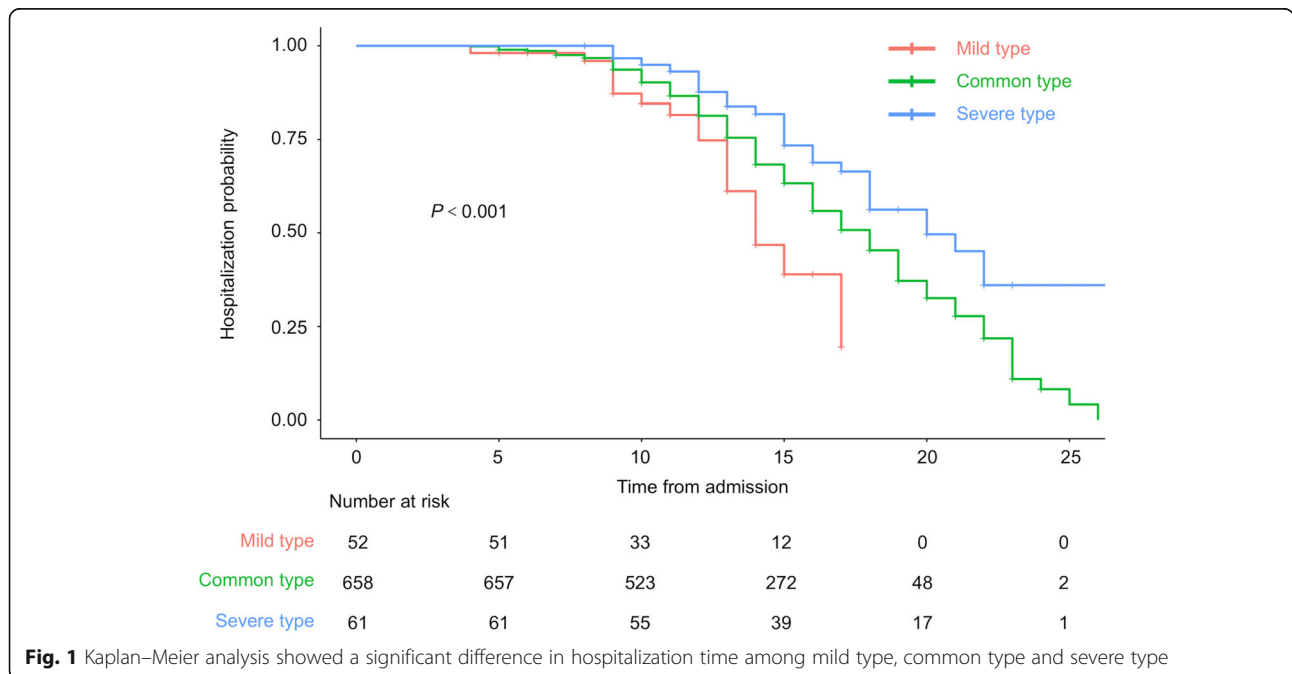 1.00
0.75
0.50
0.25
0.00
Hospitalization probability
P < 0.001
Mild type
Common type
Severe type
0 5 10 15 20 25
Time from admission
Number at risk
Mild type 52 51 33 12 0 0
Common type 658 657 523 272 48 2
Severe type 61 61 55 39 17 1
Fig. 1 Kaplan–Meier analysis showed a significant difference in hospitalization time among mild type, common type and severe type